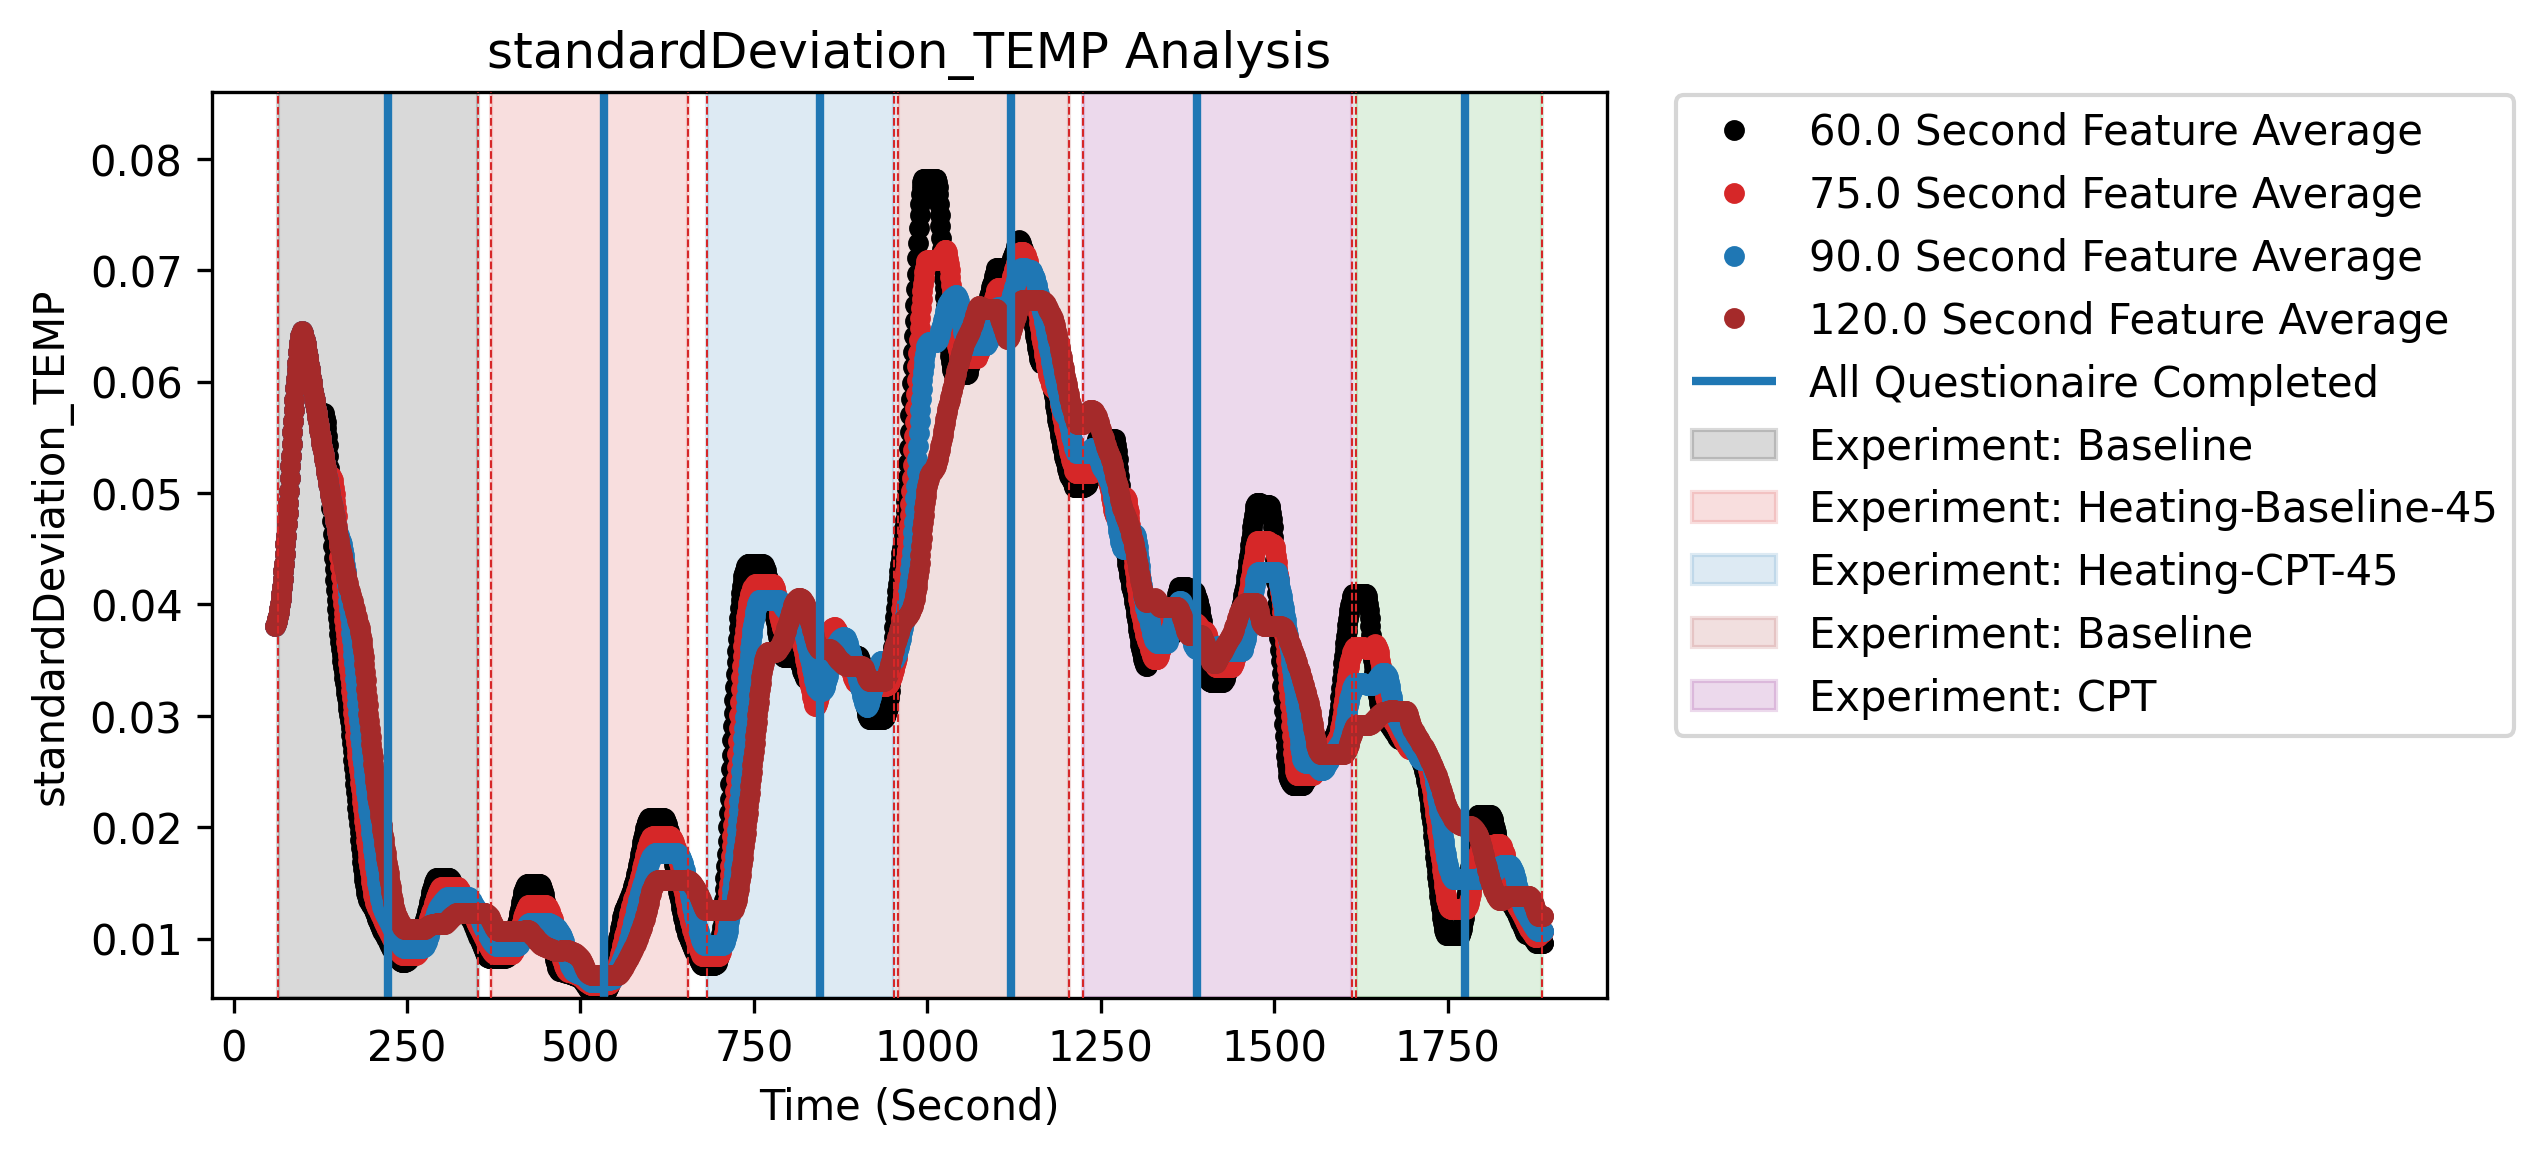 standardDeviation_TEMP Analysis
standardDeviation_TEMP
0.08
0.07
0.06
0.05
0.04
0.03
0.02
0.01
0 250 500 750 1000 1250 1500 1750
Time (Second)
60.0 Second Feature Average
75.0 Second Feature Average
90.0 Second Feature Average
120.0 Second Feature Average
All Questionaire Completed
Experiment: Baseline
Experiment: Heating-Baseline-45
Experiment: Heating-CPT-45
Experiment: Baseline
Experiment: CPT